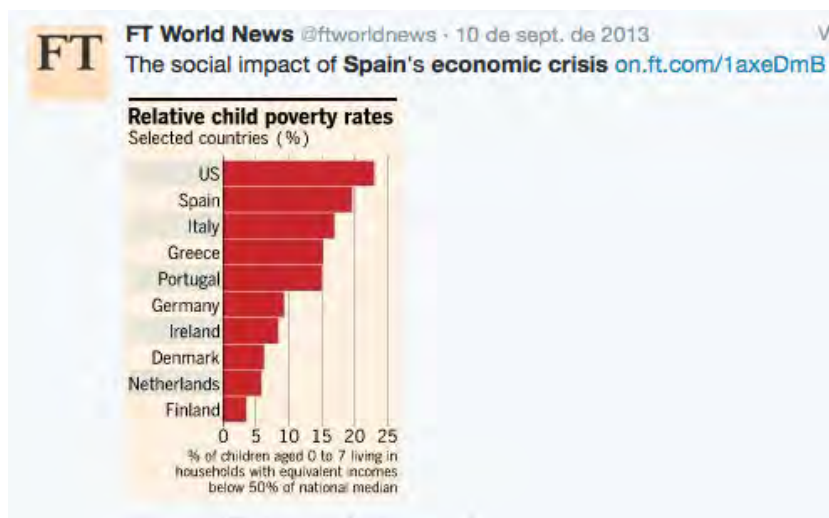 FT
FT World News @ftworldnews · 10 de sept. de 2013
The social impact of Spain's economic crisis on.ft.com/1axeDmB
Relative child poverty rates
Selected countries (%)
US
Spain
Italy
Greece
Portugal
Germany
Ireland
Denmark
Netherlands
Finland
0 5 10 15 20 25
% of children aged 0 to 7 living in
households with equivalent incomes
below 50% of national median